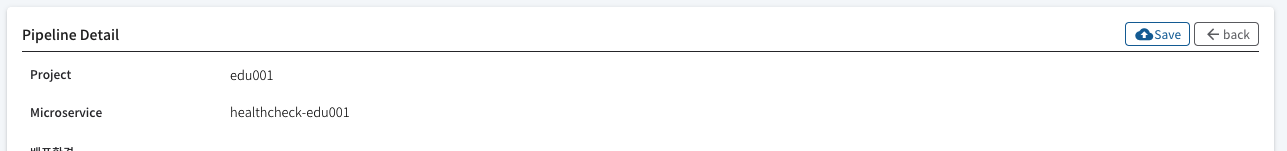 Pipeline Detail
Save
back
Project
edu001
Microservice
healthcheck-edu001